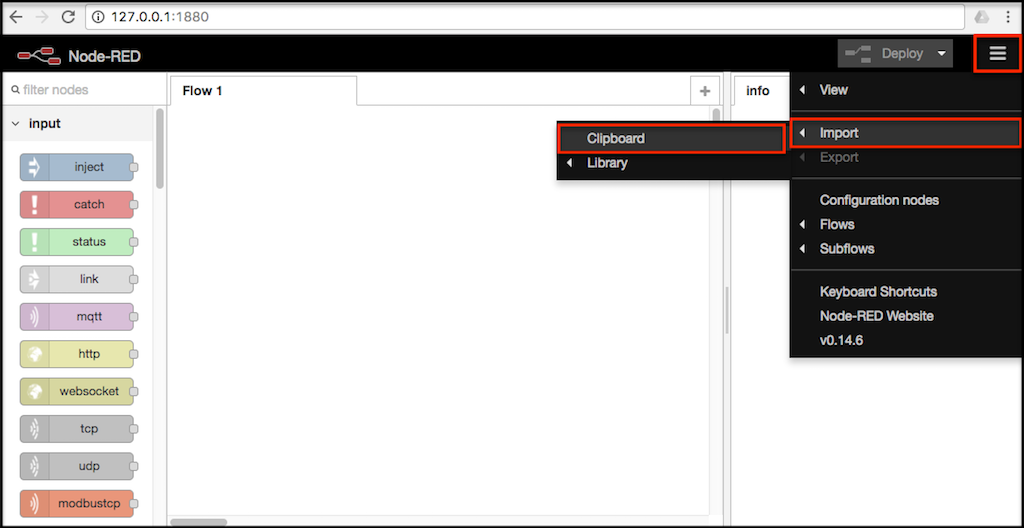 127.0.0.1:1880
Node-RED
Deploy
filter nodes
Flow 1
+
info
input
inject
catch
status
link
mqtt
http
websocket
tcp
udp
modbustcp
Clipboard
Library
View
Import
Export
Configuration nodes
Flows
Subflows
Keyboard Shortcuts
Node-RED Website
v0.14.6